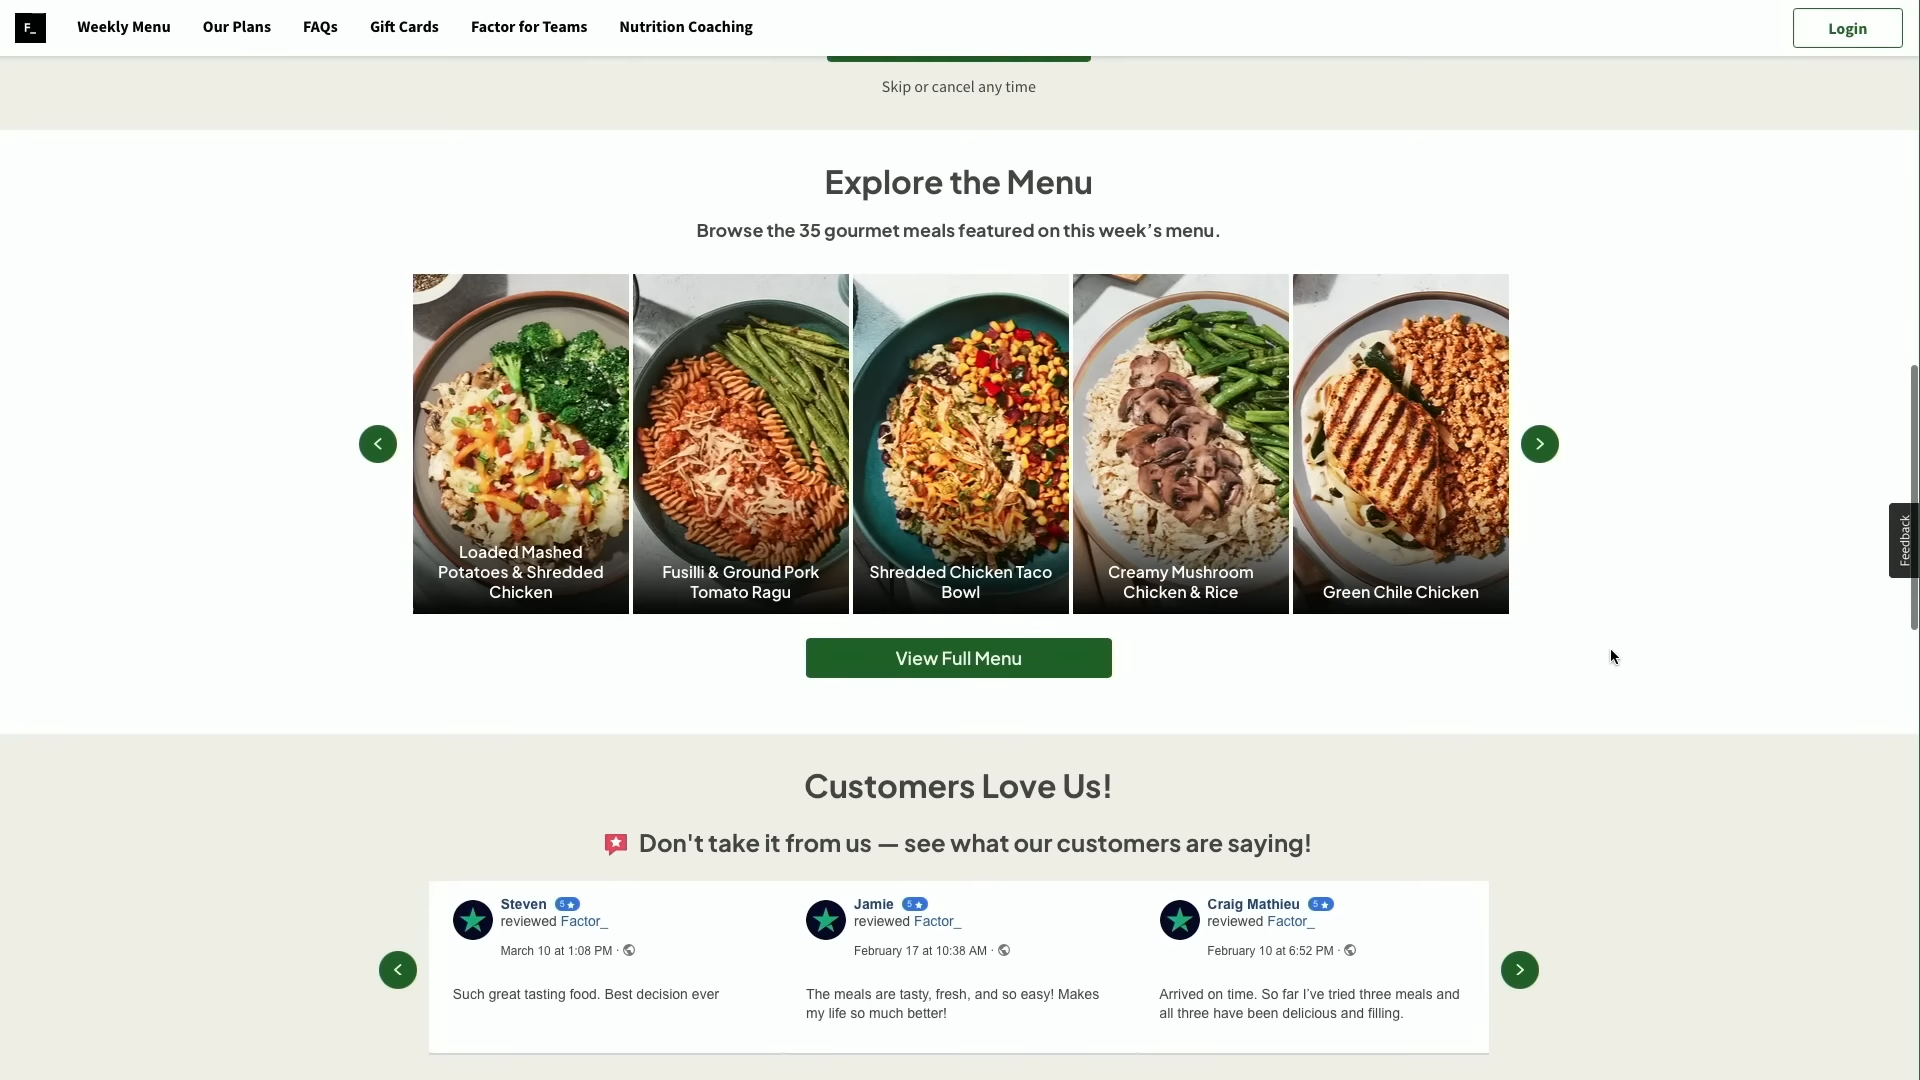 F_
Weekly Menu
Our Plans
FAQs
Gift Cards
Factor for Teams
Nutrition Coaching
Login
Skip or cancel any time
Explore the Menu
Browse the 35 gourmet meals featured on this week’s menu.
Loaded Mashed
Potatoes & Shredded
Chicken
Fusilli & Ground Pork
Tomato Ragu
Shredded Chicken Taco
Bowl
Creamy Mushroom
Chicken & Rice
Green Chile Chicken
View Full Menu
Feedback
Customers Love Us!
Don't take it from us — see what our customers are saying!
Steven 5★
reviewed Factor_
March 10 at 1:08 PM ·
Such great tasting food. Best decision ever
Jamie 5★
reviewed Factor_
February 17 at 10:38 AM ·
The meals are tasty, fresh, and so easy! Makes
my life so much better!
Craig Mathieu 5★
reviewed Factor_
February 10 at 6:52 PM ·
Arrived on time. So far I’ve tried three meals and
all three have been delicious and filling.